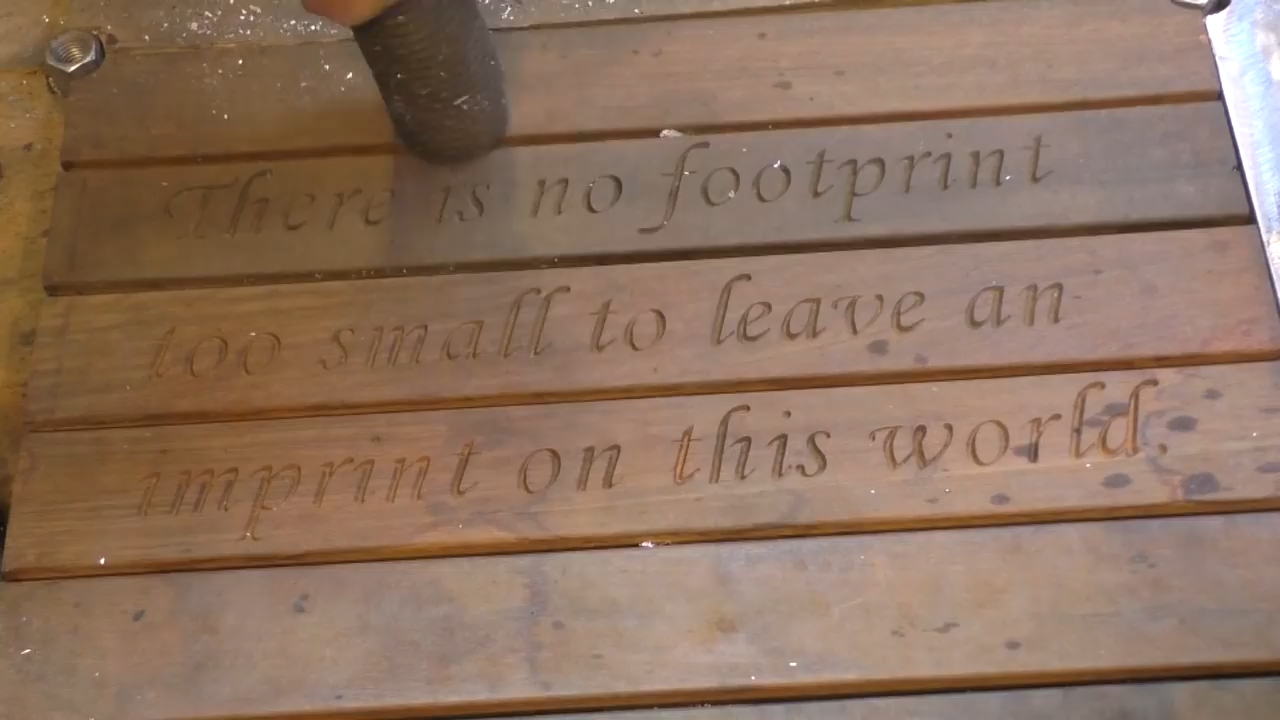 There is no footprint
too small to leave an
imprint on this world.